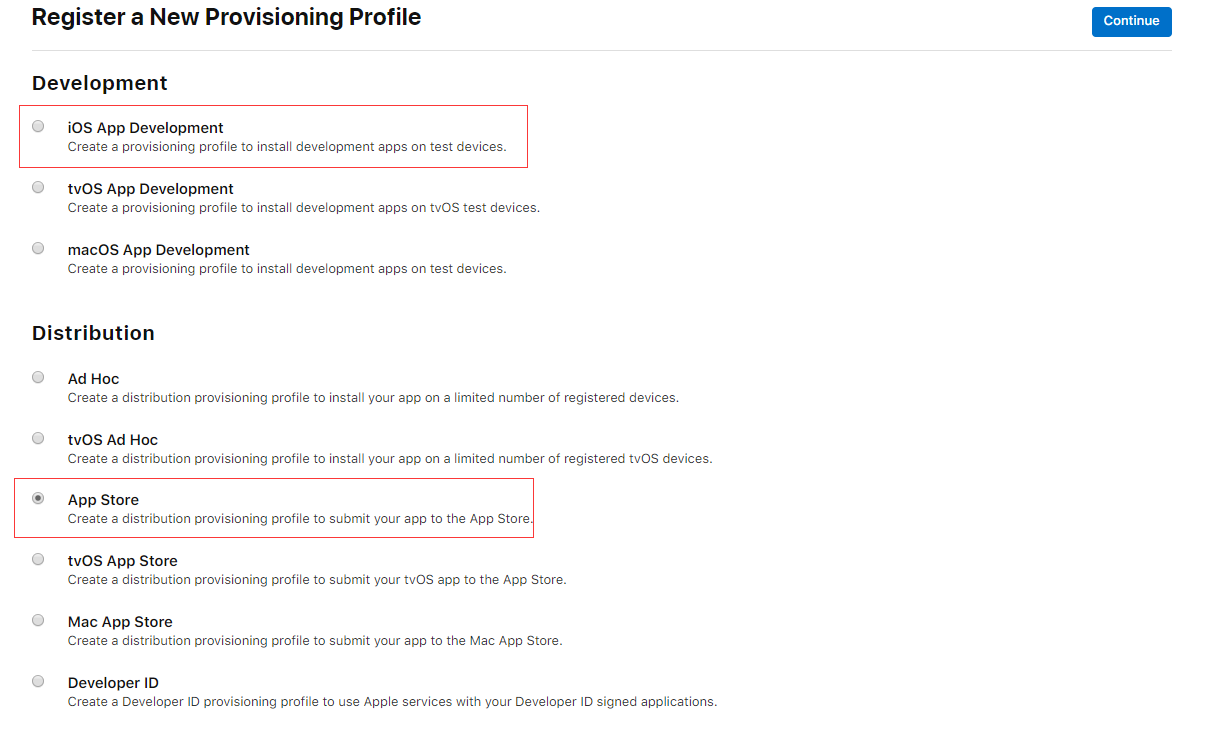 Register a New Provisioning Profile
Continue
Development
iOS App Development
Create a provisioning profile to install development apps on test devices.
tvOS App Development
Create a provisioning profile to install development apps on tvOS test devices.
macOS App Development
Create a provisioning profile to install development apps on test devices.
Distribution
Ad Hoc
Create a distribution provisioning profile to install your app on a limited number of registered devices.
tvOS Ad Hoc
Create a distribution provisioning profile to install your app on a limited number of registered tvOS devices.
App Store
Create a distribution provisioning profile to submit your app to the App Store.
tvOS App Store
Create a distribution provisioning profile to submit your tvOS app to the App Store.
Mac App Store
Create a distribution provisioning profile to submit your app to the Mac App Store.
Developer ID
Create a Developer ID provisioning profile to use Apple services with your Developer ID signed applications.